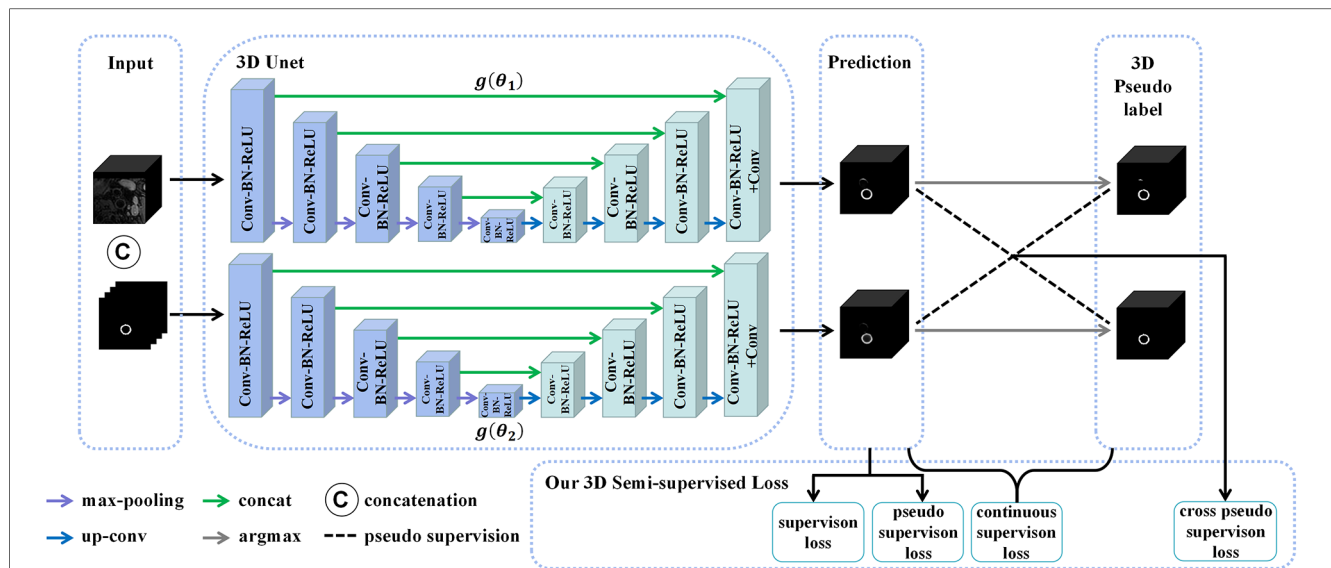 Input
3D Unet
g(θ₁)
Prediction
3D
Pseudo
label
Conv-BN-ReLU
Conv-BN-ReLU
Conv-
BN-ReLU
Conv-
BN-ReLU
Conv-
BN-
ReLU
Conv-
BN-ReLU
Conv-
BN-ReLU
Conv-BN-ReLU
Conv-BN-ReLU
+Conv
C
Conv-BN-ReLU
Conv-BN-ReLU
Conv-
BN-ReLU
Conv-
BN-ReLU
Conv-
BN-
ReLU
Conv-
BN-ReLU
Conv-
BN-ReLU
Conv-BN-ReLU
Conv-BN-ReLU
+Conv
g(θ₂)
Our 3D Semi-supervised Loss
max-pooling
concat
C concatenation
up-conv
argmax
pseudo supervision
supervison
loss
pseudo
supervison
loss
continuous
supervison loss
cross pseudo
supervison
loss